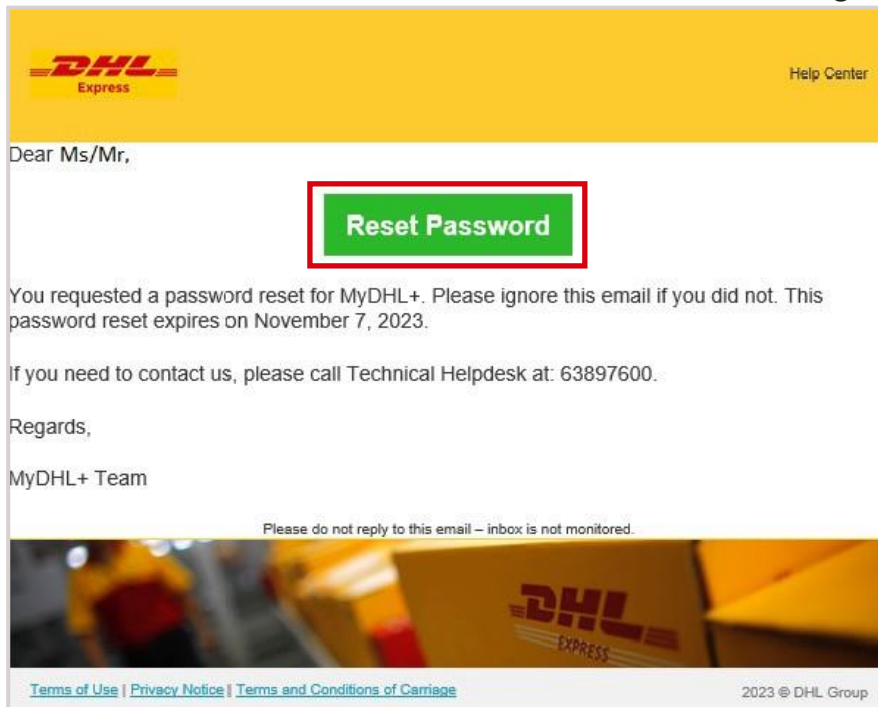 DHL
Express
Help Center
Dear Ms/Mr,
Reset Password
You requested a password reset for MyDHL+. Please ignore this email if you did not. This
password reset expires on November 7, 2023.
If you need to contact us, please call Technical Helpdesk at: 63897600.
Regards,
MyDHL+ Team
Please do not reply to this email – inbox is not monitored.
DHL
EXPRESS
Terms of Use | Privacy Notice | Terms and Conditions of Carriage
2023 © DHL Group